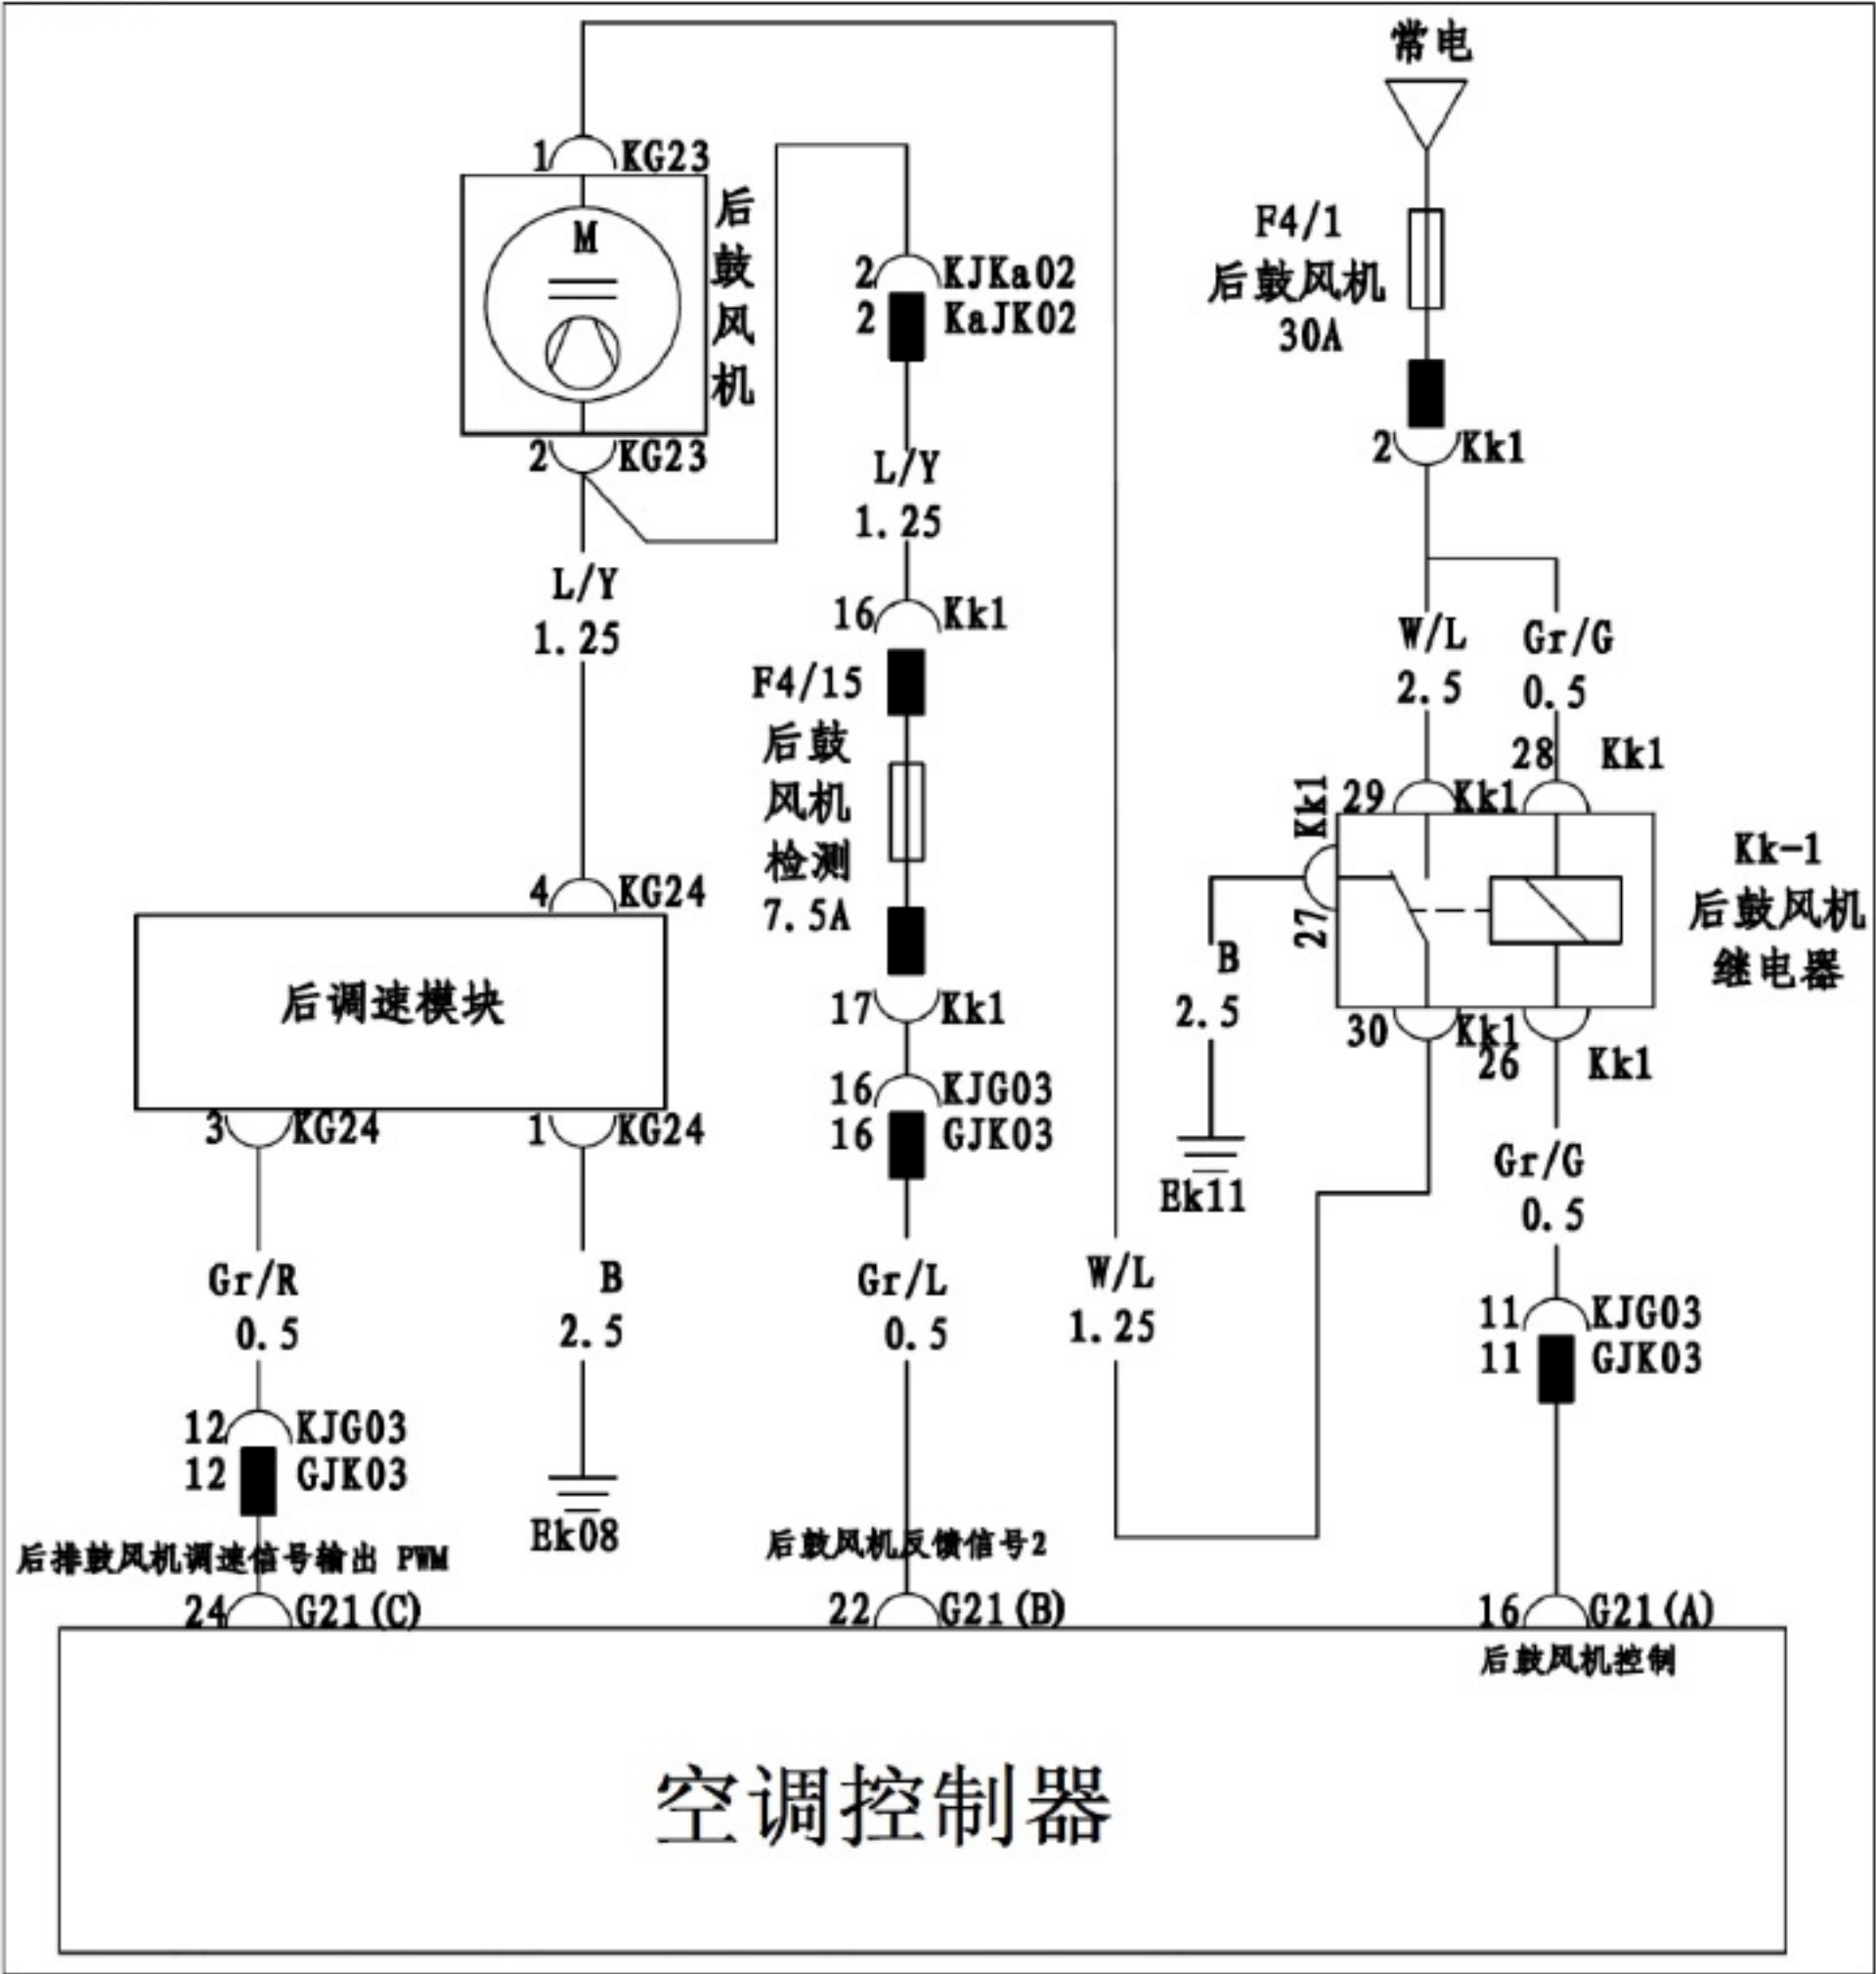 常电
1 KG23
M
后鼓风机
2 KG23
2 KJKa02
2 KaJK02
F4/1
后鼓风机
30A
2 Kk1
L/Y
1.25
L/Y
1.25
16 Kk1
F4/15
后鼓
风机
检测
7.5A
17 Kk1
16 KJG03
16 GJK03
W/L
2.5
Gr/G
0.5
28 Kk1
29 Kk1
Kk1
27
Kk-1
后鼓风机
继电器
30 Kk1
26 Kk1
B
2.5
Ek11
Gr/G
0.5
4 KG24
后调速模块
3 KG24
1 KG24
Gr/R
0.5
B
2.5
Gr/L
0.5
W/L
1.25
11 KJG03
11 GJK03
12 KJG03
12 GJK03
Ek08
后排鼓风机调速信号输出 PWM
后鼓风机反馈信号2
24 G21(C)
22 G21(B)
16 G21(A)
后鼓风机控制
空调控制器